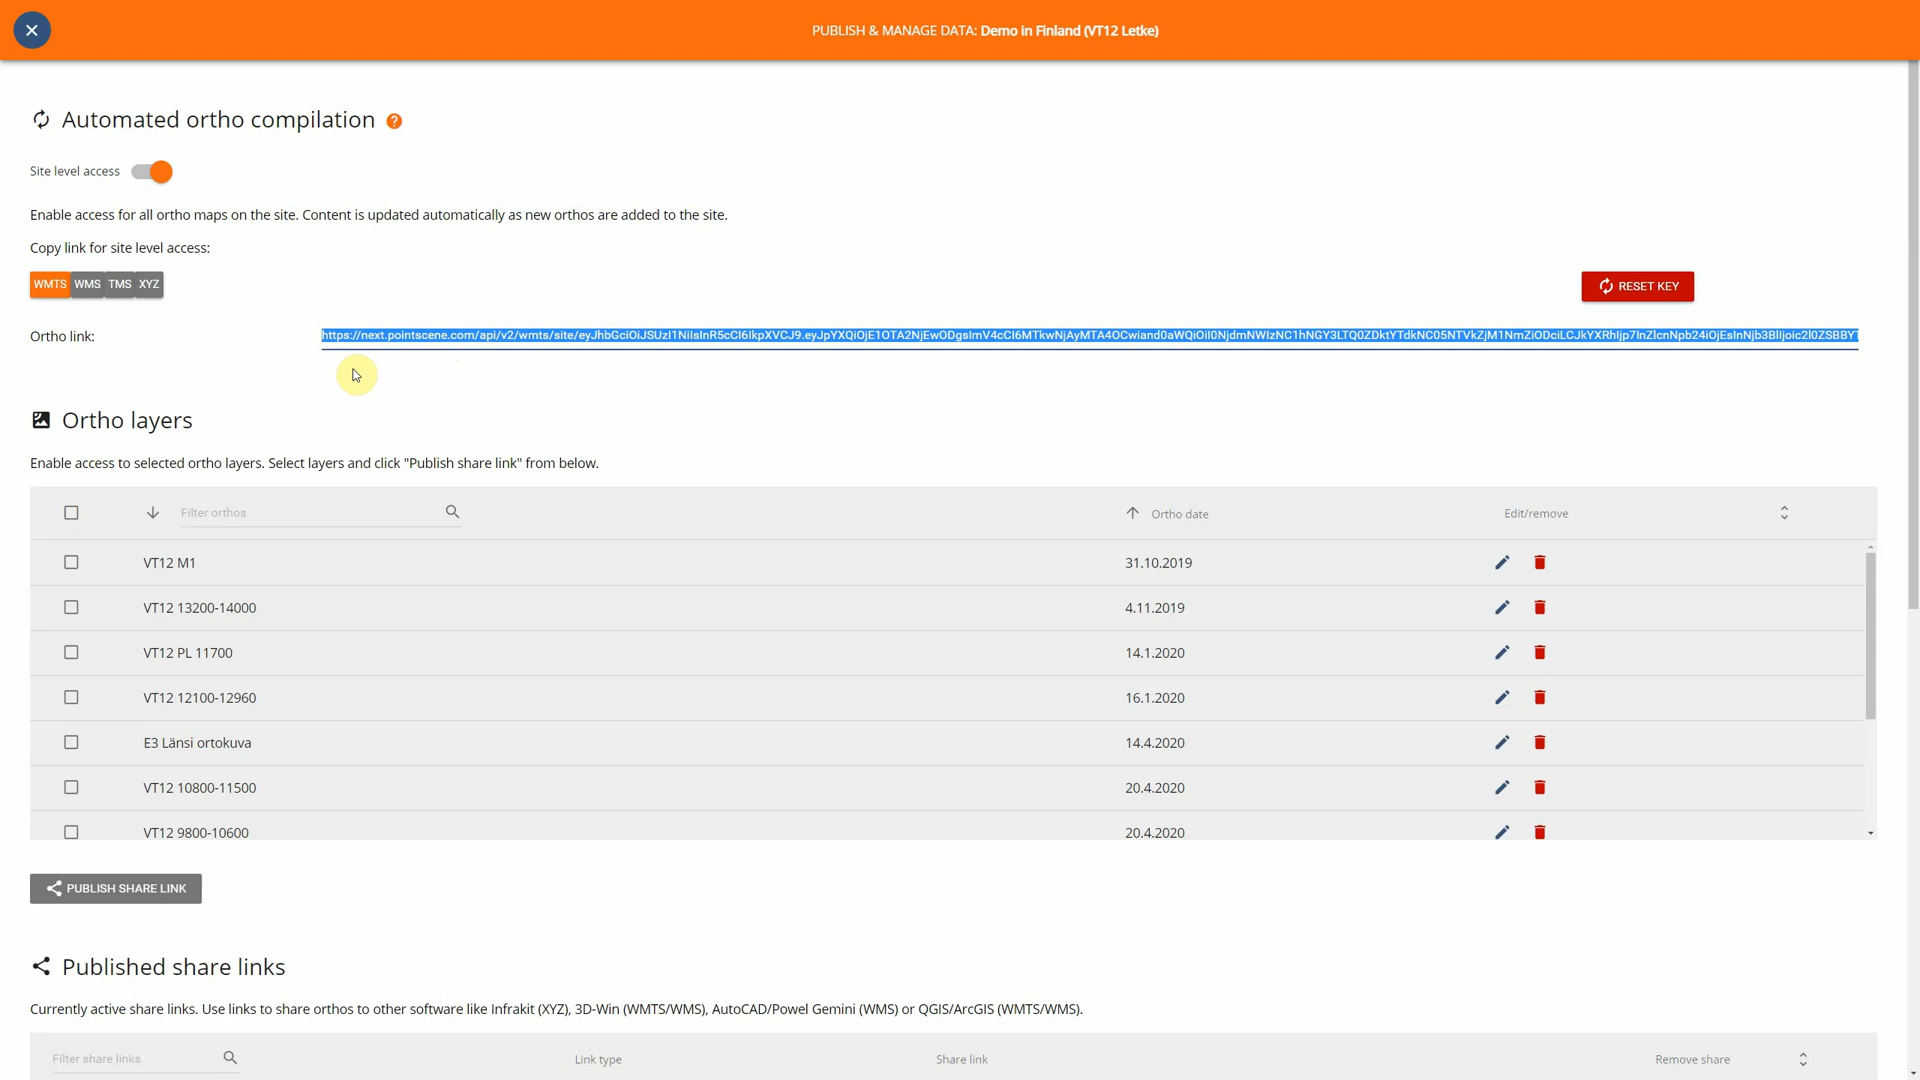 PUBLISH & MANAGE DATA: Demo in Finland (VT12 Letke)
Automated ortho compilation ?
Site level access
Enable access for all ortho maps on the site. Content is updated automatically as new orthos are added to the site.
Copy link for site level access:
WMTS WMS TMS XYZ
RESET KEY
Ortho link:
Ortho layers
Enable access to selected ortho layers. Select layers and click "Publish share link" from below.
Filter orthos Ortho date Edit/remove
VT12 M1 31.10.2019
VT12 13200-14000 4.11.2019
VT12 PL 11700 14.1.2020
VT12 12100-12960 16.1.2020
E3 Länsi ortokuva 14.4.2020
VT12 10800-11500 20.4.2020
VT12 9800-10600 20.4.2020
PUBLISH SHARE LINK
Published share links
Currently active share links. Use links to share orthos to other software like Infrakit (XYZ), 3D-Win (WMTS/WMS), AutoCAD/Powel Gemini (WMS) or QGIS/ArcGIS (WMTS/WMS).
Filter share links Link type Share link Remove share